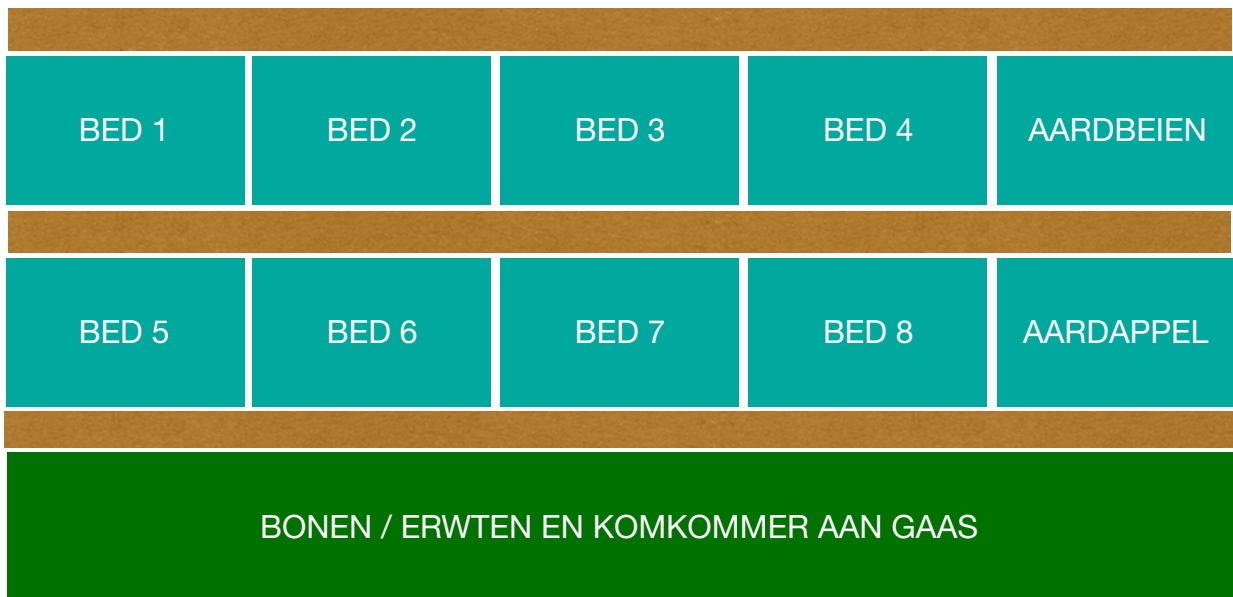 BED 1
BED 2
BED 3
BED 4
AARDBEIEN
BED 5
BED 6
BED 7
BED 8
AARDAPPEL
BONEN / ERWTEN EN KOMKOMMER AAN GAAS